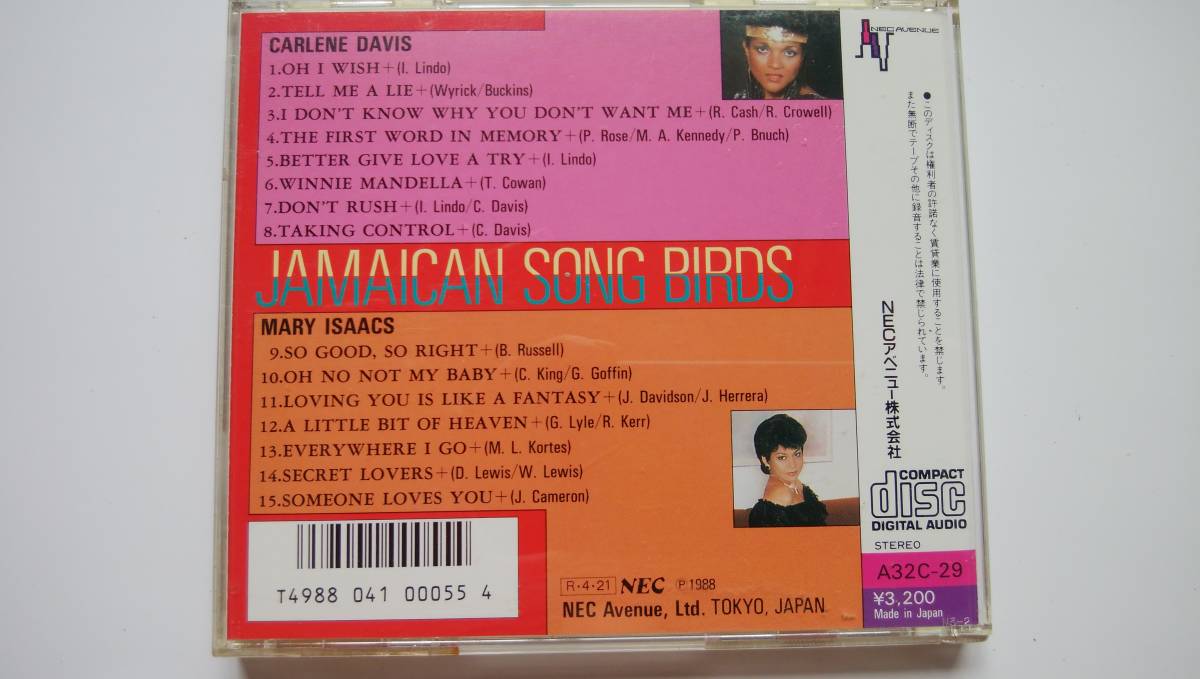 CARLENE DAVIS
1.OH I WISH+(I. Lindo)
2.TELL ME A LIE+(Wyrick/Buckins)
3.I DON'T KNOW WHY YOU DON'T WANT ME+(R. Cash/R. Crowell)
4.THE FIRST WORD IN MEMORY+(P. Rose/M. A. Kennedy/P. Bnuch)
5.BETTER GIVE LOVE A TRY+(I. Lindo)
6.WINNIE MANDELLA+(T. Cowan)
7.DON'T RUSH+(I. Lindo/C. Davis)
8.TAKING CONTROL+(C. Davis)
JAMAICAN SONG BIRDS
MARY ISAACS
9.SO GOOD, SO RIGHT+(B. Russell)
10.OH NO NOT MY BABY+(C. King/G. Goffin)
11.LOVING YOU IS LIKE A FANTASY+(J. Davidson/J. Herrera)
12.A LITTLE BIT OF HEAVEN+(G. Lyle/R. Kerr)
13.EVERYWHERE I GO+(M. L. Kortes)
14.SECRET LOVERS+(D. Lewis/W. Lewis)
15.SOMEONE LOVES YOU+(J. Cameron)
T4988 041 00055 4
R・4・21 NEC ℗1988
NEC Avenue, Ltd. TOKYO, JAPAN
NEC AVENUE
●このディスクは権利者の許諾なく賃貸業に使用することを禁じます。
また無断でテープその他に録音することは法律で禁じられています。
NECアベニュー株式会社
COMPACT
disc
DIGITAL AUDIO
STEREO
A32C-29
¥3,200
Made in Japan